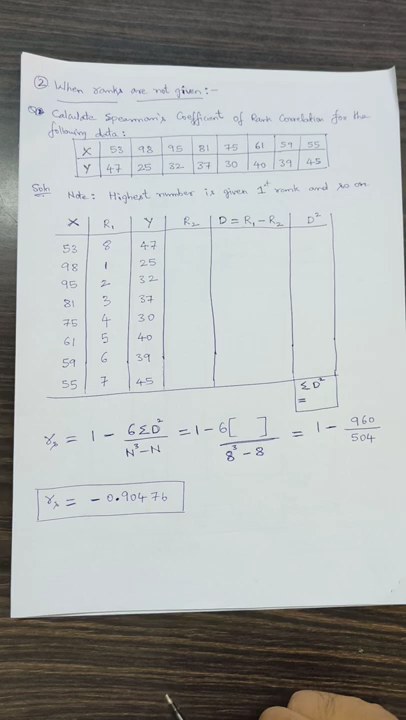 ② When ranks are not given :-
Q. Calculate Spearman's Coefficient of Rank Correlation for the
following data :
X 53 98 95 81 75 61 59 55
Y 47 25 32 37 30 40 39 45
Soln Note : Highest number is given 1st rank and so on
X R₁ Y R₂ D = R₁ - R₂ D²
53 8 47
98 1 25
95 2 32
81 3 37
75 4 30
61 5 40
59 6 39
55 7 45
ΣD²
=
= 1 - 6ΣD² / N³ - N = 1 - 6[ ] / 8³ - 8 = 1 - 960 / 504
= - 0.90476